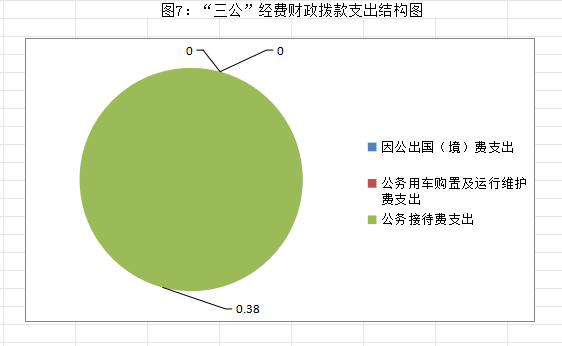 图7：“三公”经费财政拨款支出结构图
0
0
因公出国（境）费支出
公务用车购置及运行维护
费支出
公务接待费支出
0.38